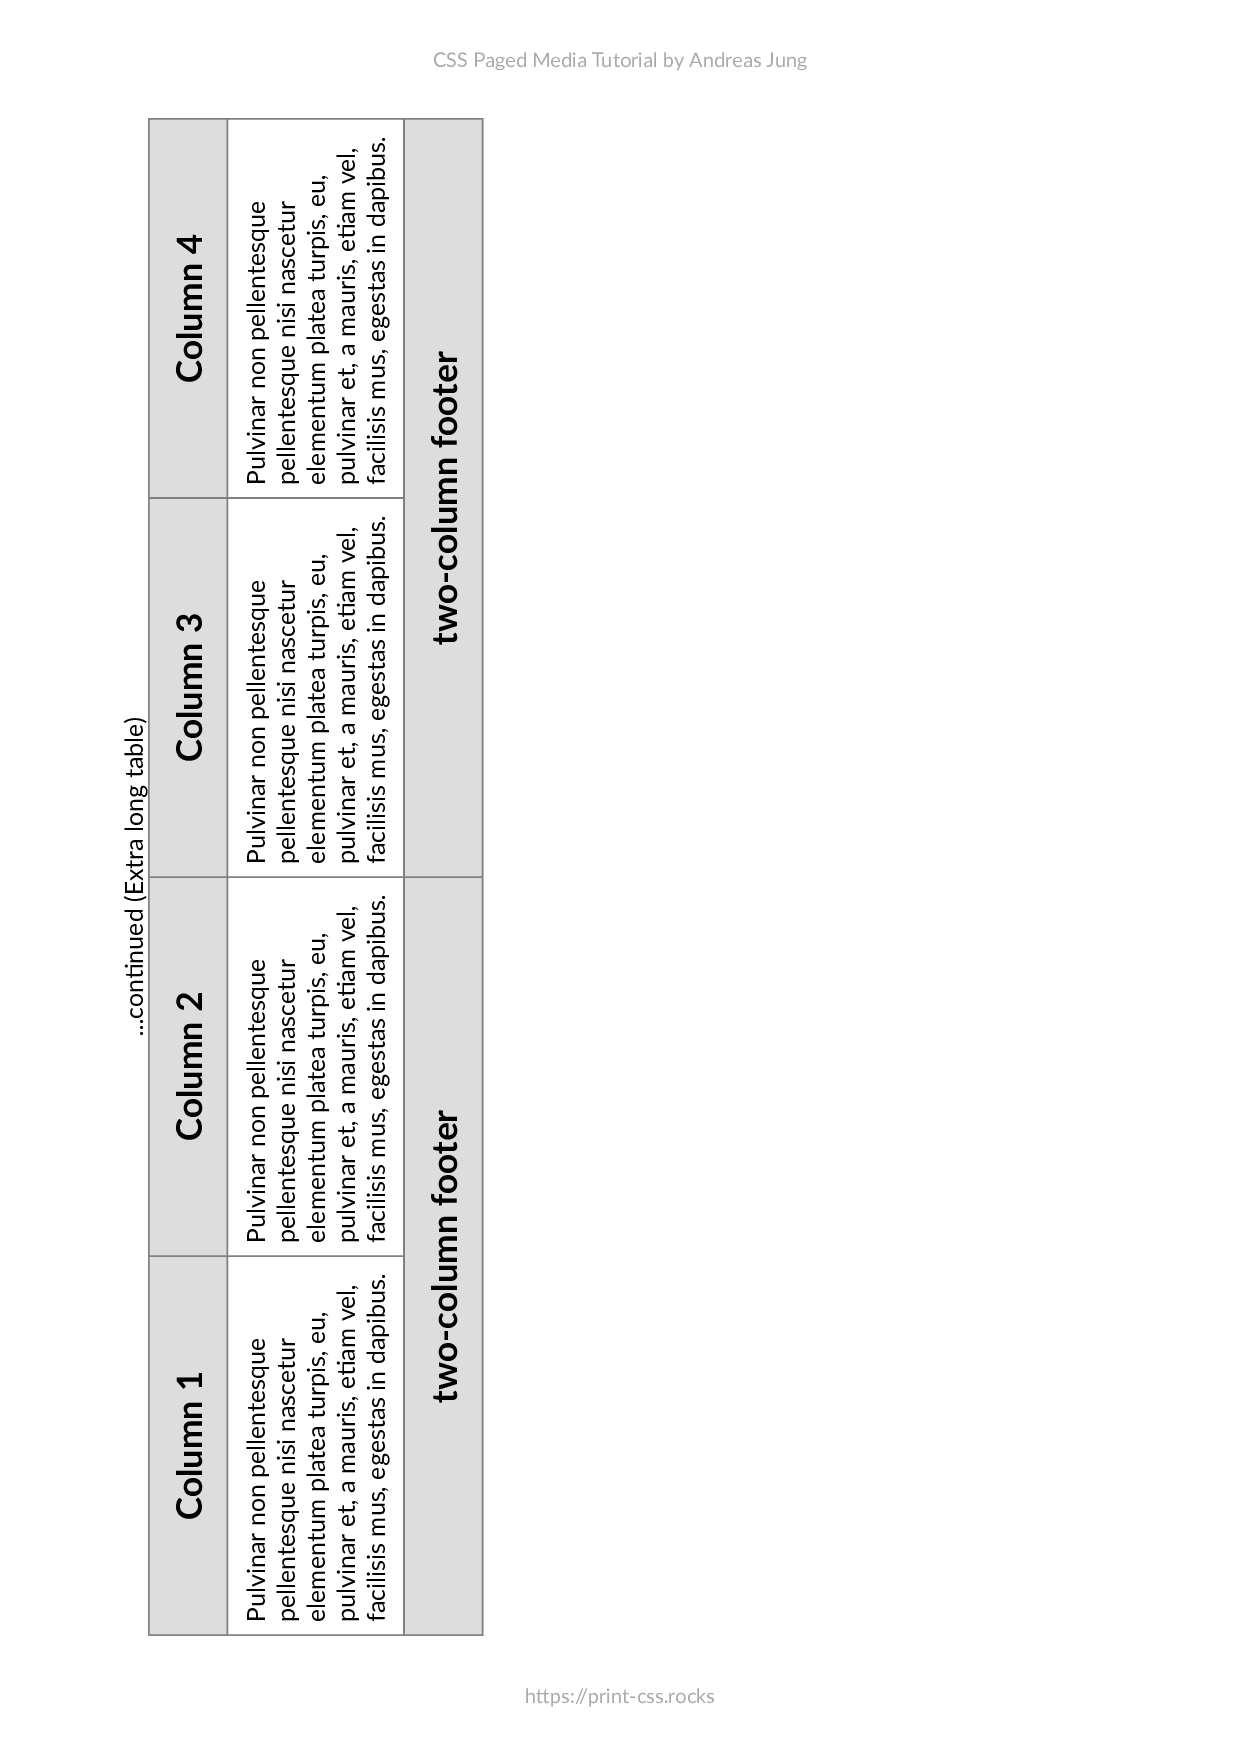 CSS Paged Media Tutorial by Andreas Jung
...continued (Extra long table)
Column 1
Column 2
Column 3
Column 4
Pulvinar non pellentesque
pellentesque nisi nascetur
elementum platea turpis, eu,
pulvinar et, a mauris, etiam vel,
facilisis mus, egestas in dapibus.
Pulvinar non pellentesque
pellentesque nisi nascetur
elementum platea turpis, eu,
pulvinar et, a mauris, etiam vel,
facilisis mus, egestas in dapibus.
Pulvinar non pellentesque
pellentesque nisi nascetur
elementum platea turpis, eu,
pulvinar et, a mauris, etiam vel,
facilisis mus, egestas in dapibus.
Pulvinar non pellentesque
pellentesque nisi nascetur
elementum platea turpis, eu,
pulvinar et, a mauris, etiam vel,
facilisis mus, egestas in dapibus.
two-column footer
two-column footer
https://print-css.rocks